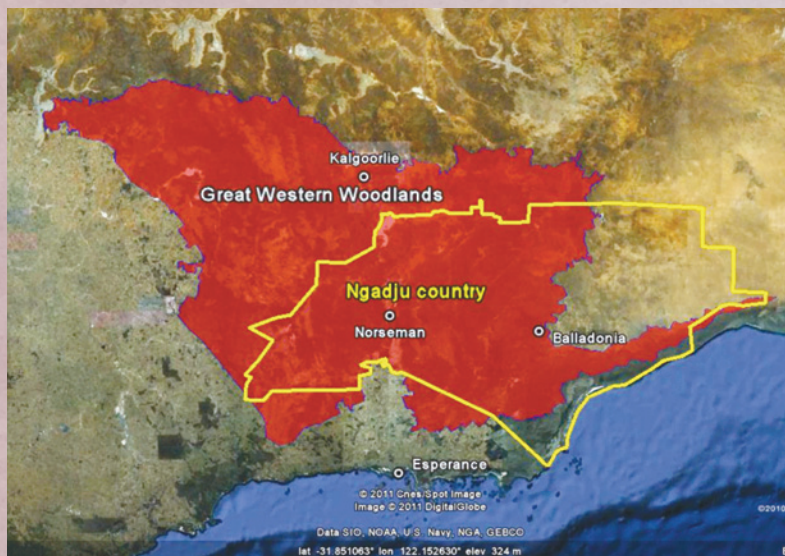 Kalgoorlie
Great Western Woodlands
Ngadju country
Norseman
Balladonia
Esperance
© 2011 Cnes/Spot Image
Image © 2011 DigitalGlobe
©2010
Data SIO, NOAA, U.S. Navy, NGA, GEBCO
lat -31.851063° lon 122.152630° elev 324 m